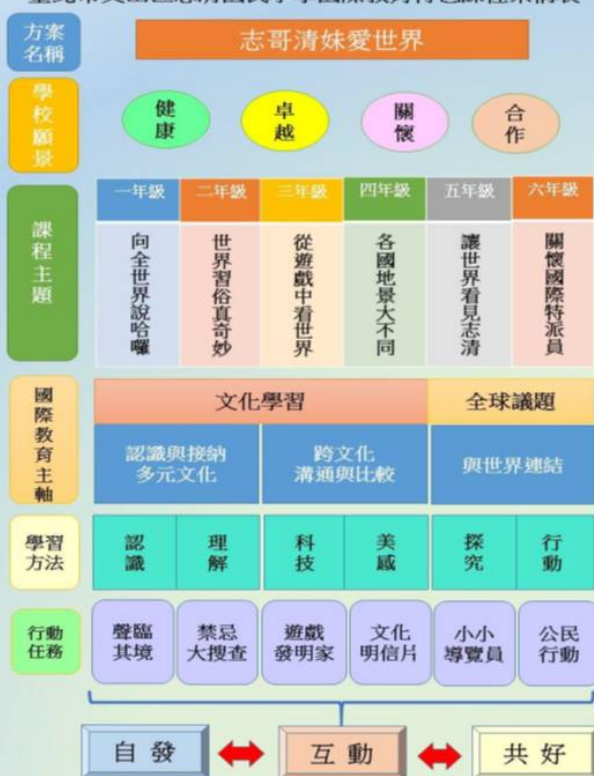 方案
名稱
志哥清妹愛世界
學校願景
健康
卓越
關懷
合作
課程主題
一年級
二年級
三年級
四年級
五年級
六年級
向全世界說哈囉
世界習俗真奇妙
從遊戲中看世界
各國地景大不同
讓世界看見志清
關懷國際特派員
國際教育主軸
文化學習
全球議題
認識與接納
多元文化
跨文化
溝通與比較
與世界連結
學習
方法
認識
理解
科技
美感
探究
行動
行動
任務
聲臨
其境
禁忌
大搜查
遊戲
發明家
文化
明信片
小小
導覽員
公民
行動
自發
互動
共好